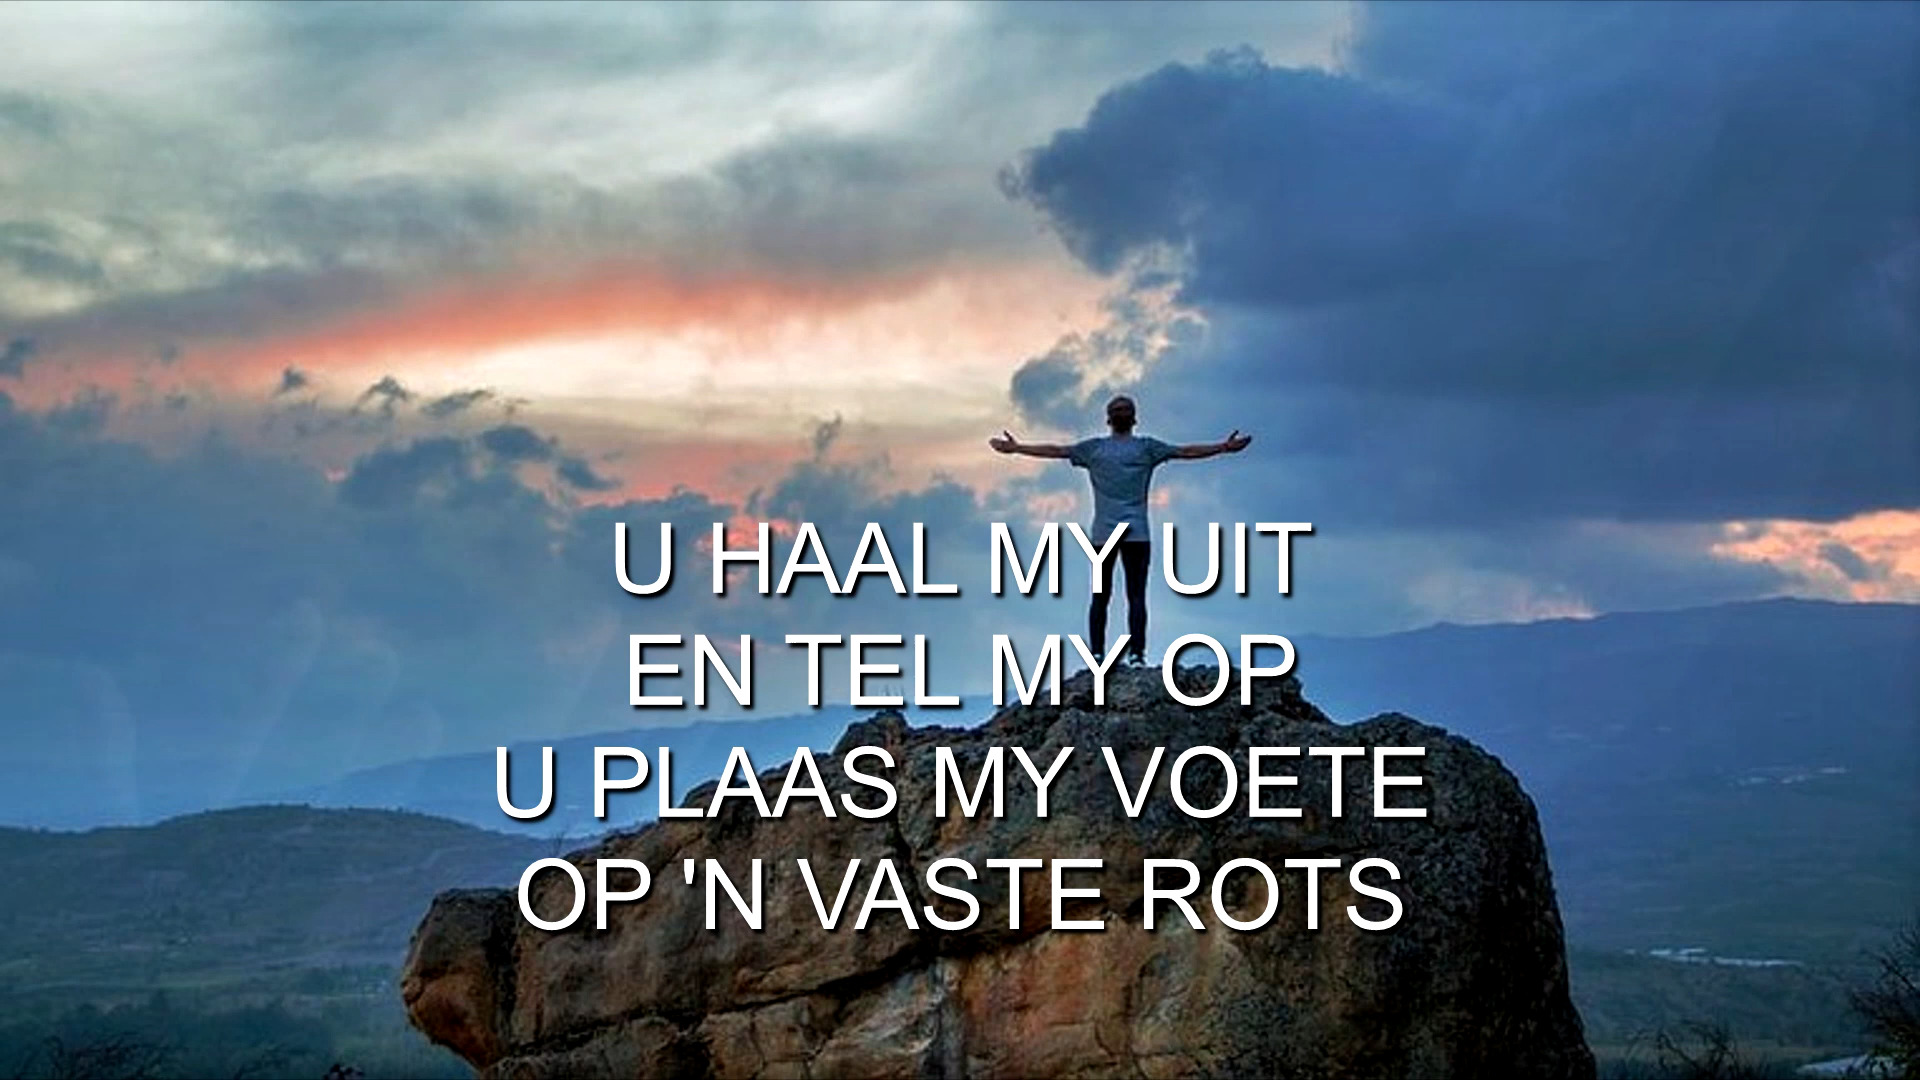 U HAAL MY UIT
EN TEL MY OP
U PLAAS MY VOETE
OP 'N VASTE ROTS